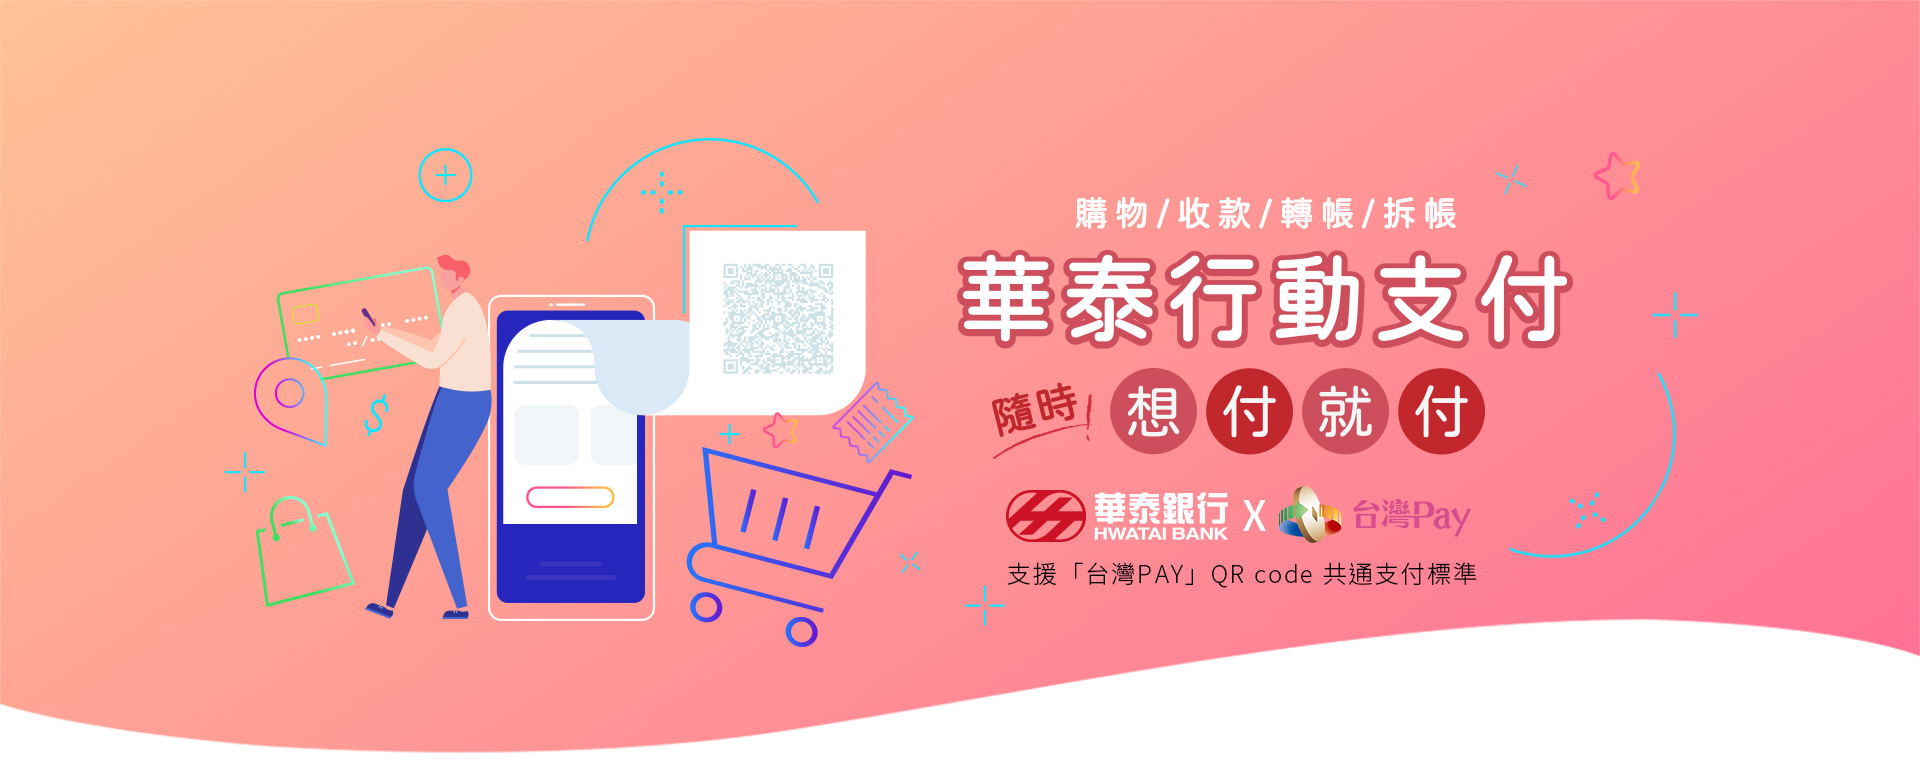 購物/收款/轉帳/拆帳
華泰行動支付
隨時! 想付就付
華泰銀行 HWATAI BANK X 台灣Pay
支援「台灣PAY」QR code 共通支付標準